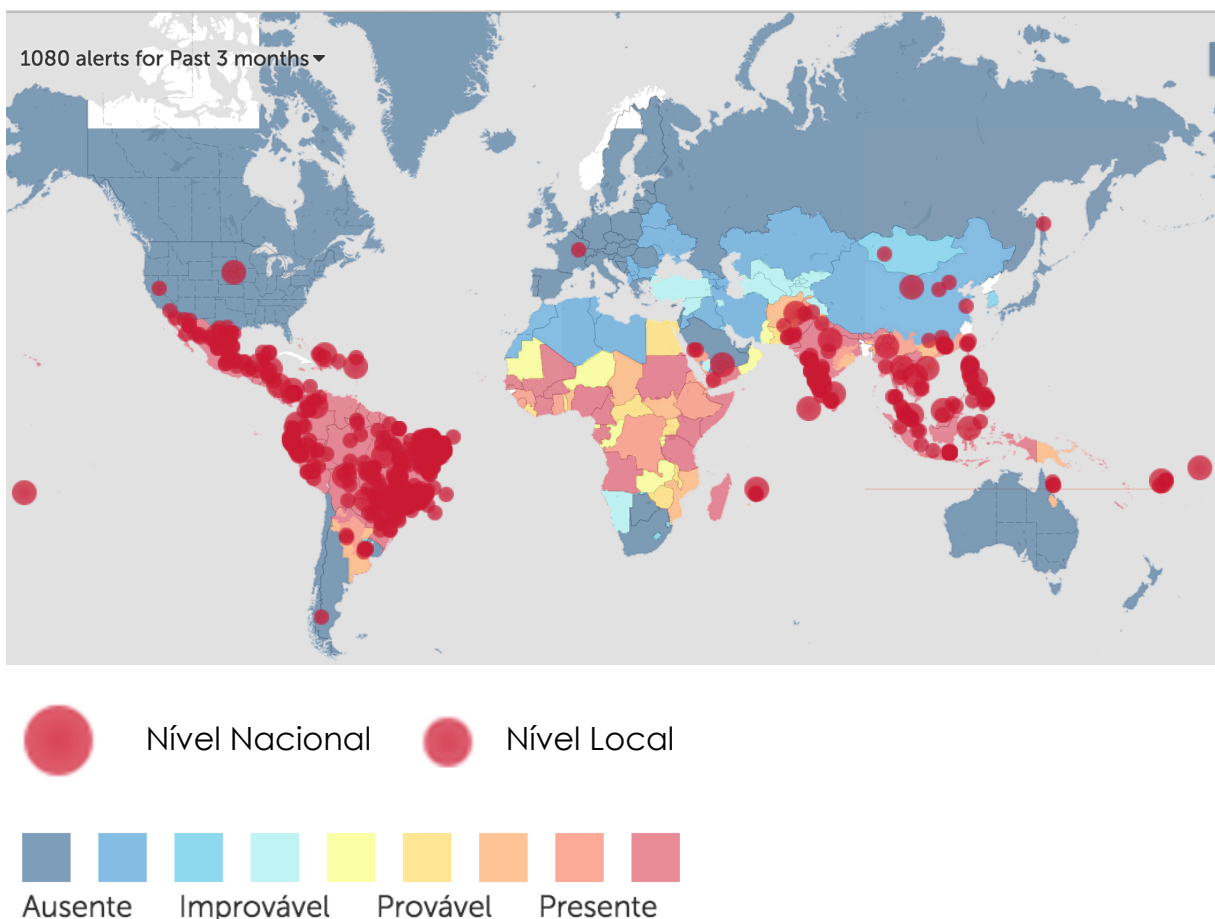 1080 alerts for Past 3 months
Nível Nacional Nível Local
Ausente Improvável Provável Presente